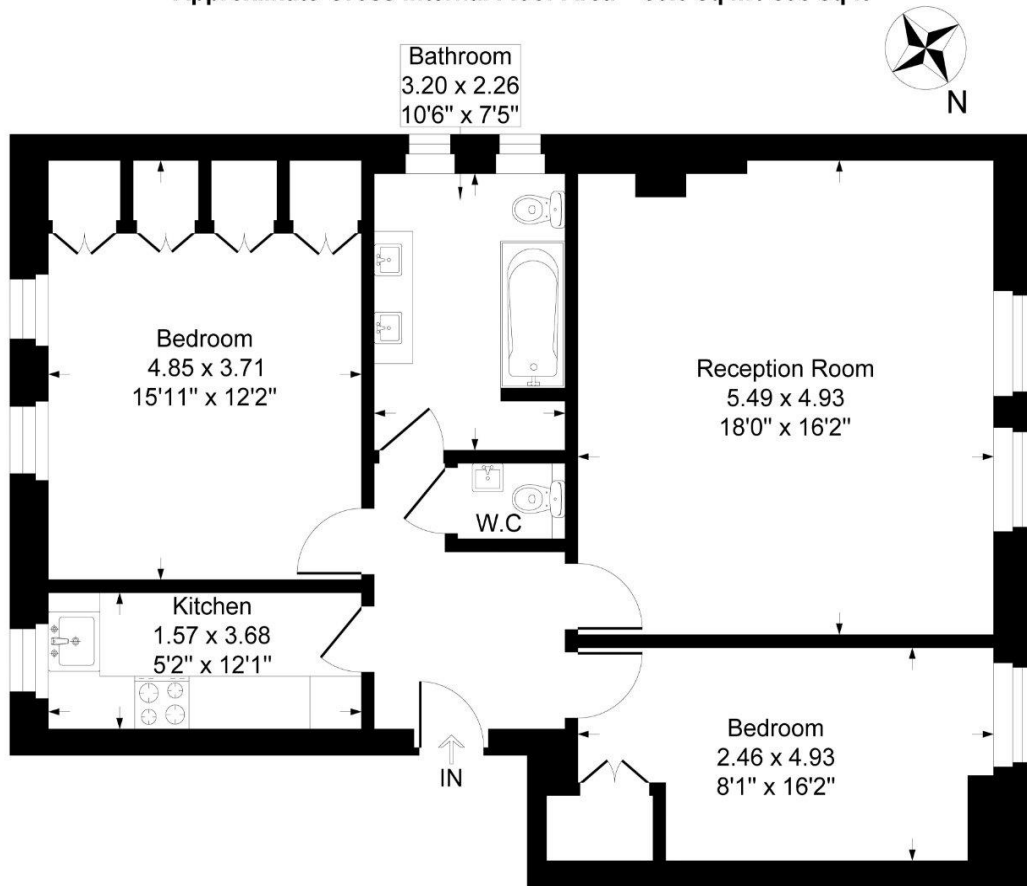 Bathroom
3.20 x 2.26
10'6" x 7'5"
N
Bedroom
4.85 x 3.71
15'11" x 12'2"
Reception Room
5.49 x 4.93
18'0" x 16'2"
W.C
Kitchen
1.57 x 3.68
5'2" x 12'1"
Bedroom
2.46 x 4.93
8'1" x 16'2"
IN